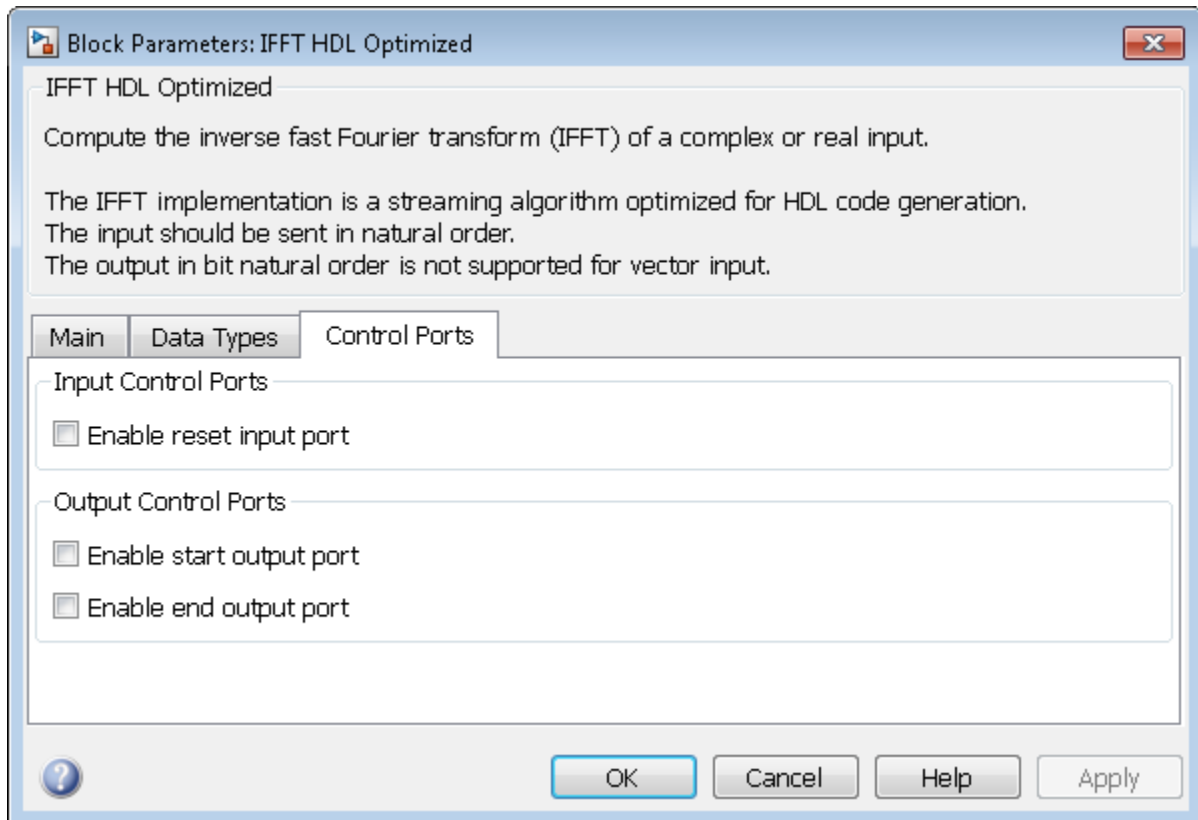 Block Parameters: IFFT HDL Optimized
IFFT HDL Optimized
Compute the inverse fast Fourier transform (IFFT) of a complex or real input.
The IFFT implementation is a streaming algorithm optimized for HDL code generation.
The input should be sent in natural order.
The output in bit natural order is not supported for vector input.
Main Data Types Control Ports
Input Control Ports
Enable reset input port
Output Control Ports
Enable start output port
Enable end output port
? OK Cancel Help Apply